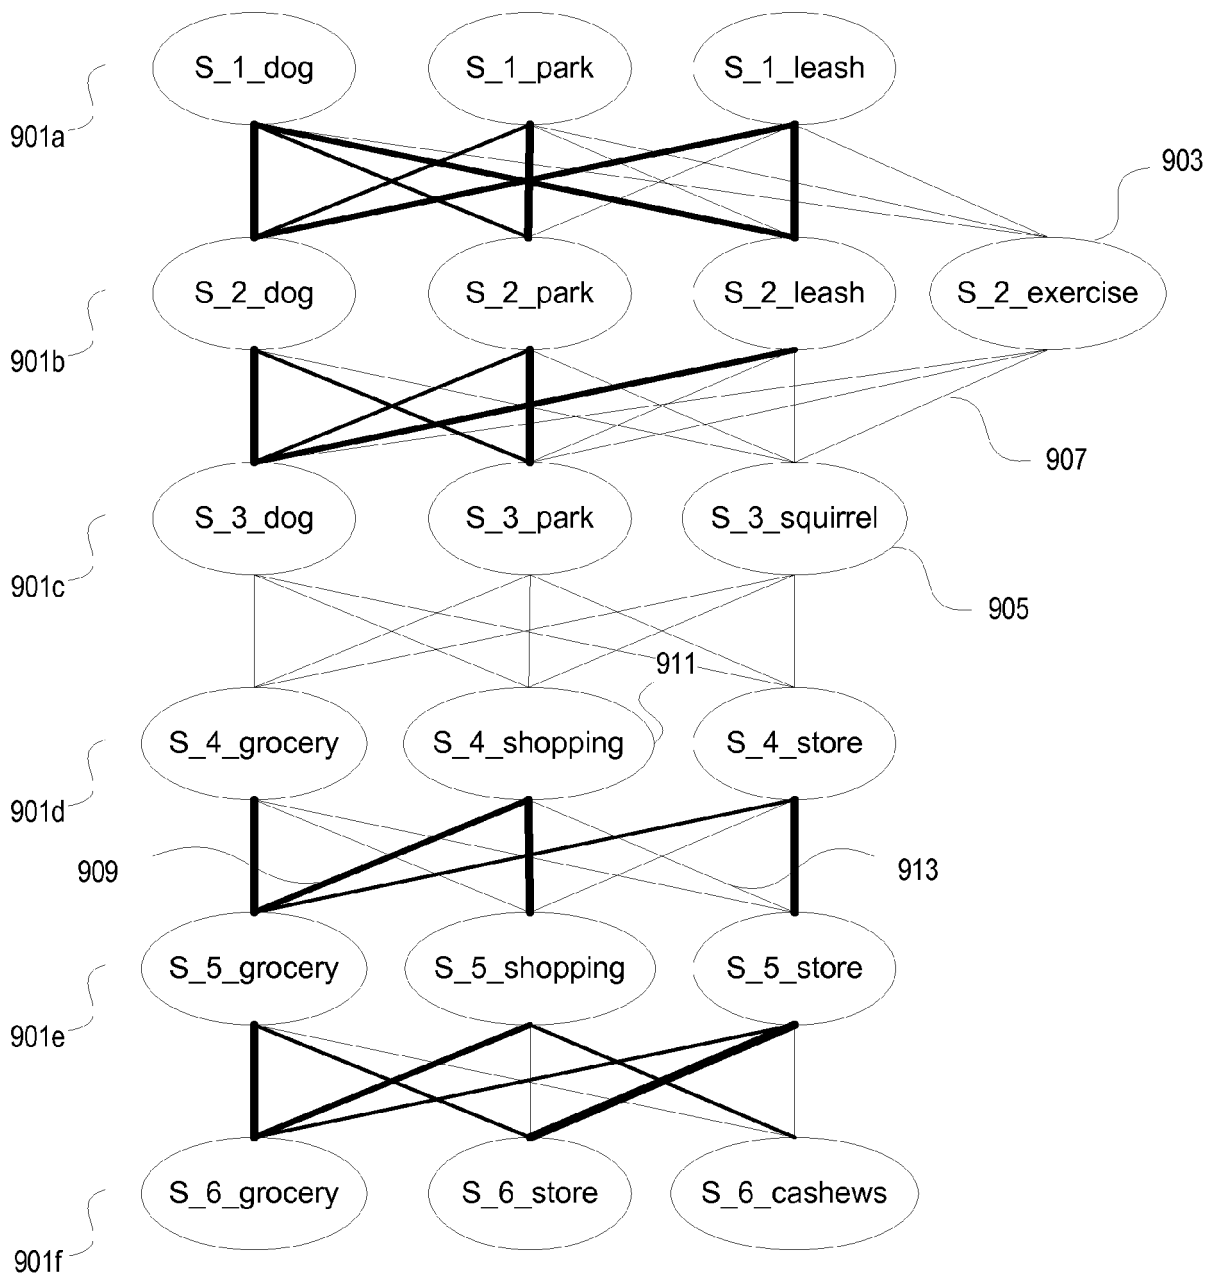 S_1_dog S_1_park S_1_leash
901a
903
S_2_dog S_2_park S_2_leash S_2_exercise
901b
907
S_3_dog S_3_park S_3_squirrel
901c
905
911
S_4_grocery S_4_shopping S_4_store
901d
909 913
S_5_grocery S_5_shopping S_5_store
901e
S_6_grocery S_6_store S_6_cashews
901f